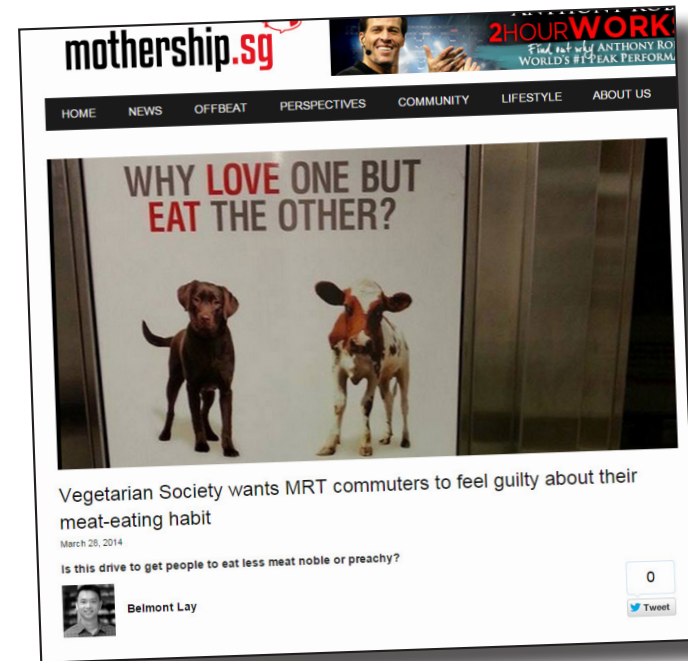 mothership.sg
2HOURWORK
Find out why ANTHONY RO
WORLD'S #1 PEAK PERFORMA
HOME NEWS OFFBEAT PERSPECTIVES COMMUNITY LIFESTYLE ABOUT US
WHY LOVE ONE BUT
EAT THE OTHER?
Vegetarian Society wants MRT commuters to feel guilty about their
meat-eating habit
March 28, 2014
Is this drive to get people to eat less meat noble or preachy?
Belmont Lay
0
Tweet